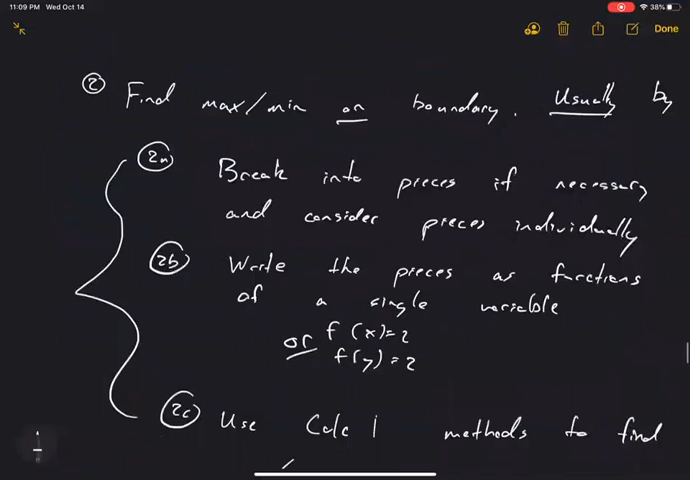 11:09 PM Wed Oct 14
38%
Done
② Find max/min on boundary. Usually by
2a Break into pieces if necessary
and consider pieces individually
2b Write the pieces as functions
of a single variable
or f(x)=z
f(y)=z
2c Use Calc 1 methods to find